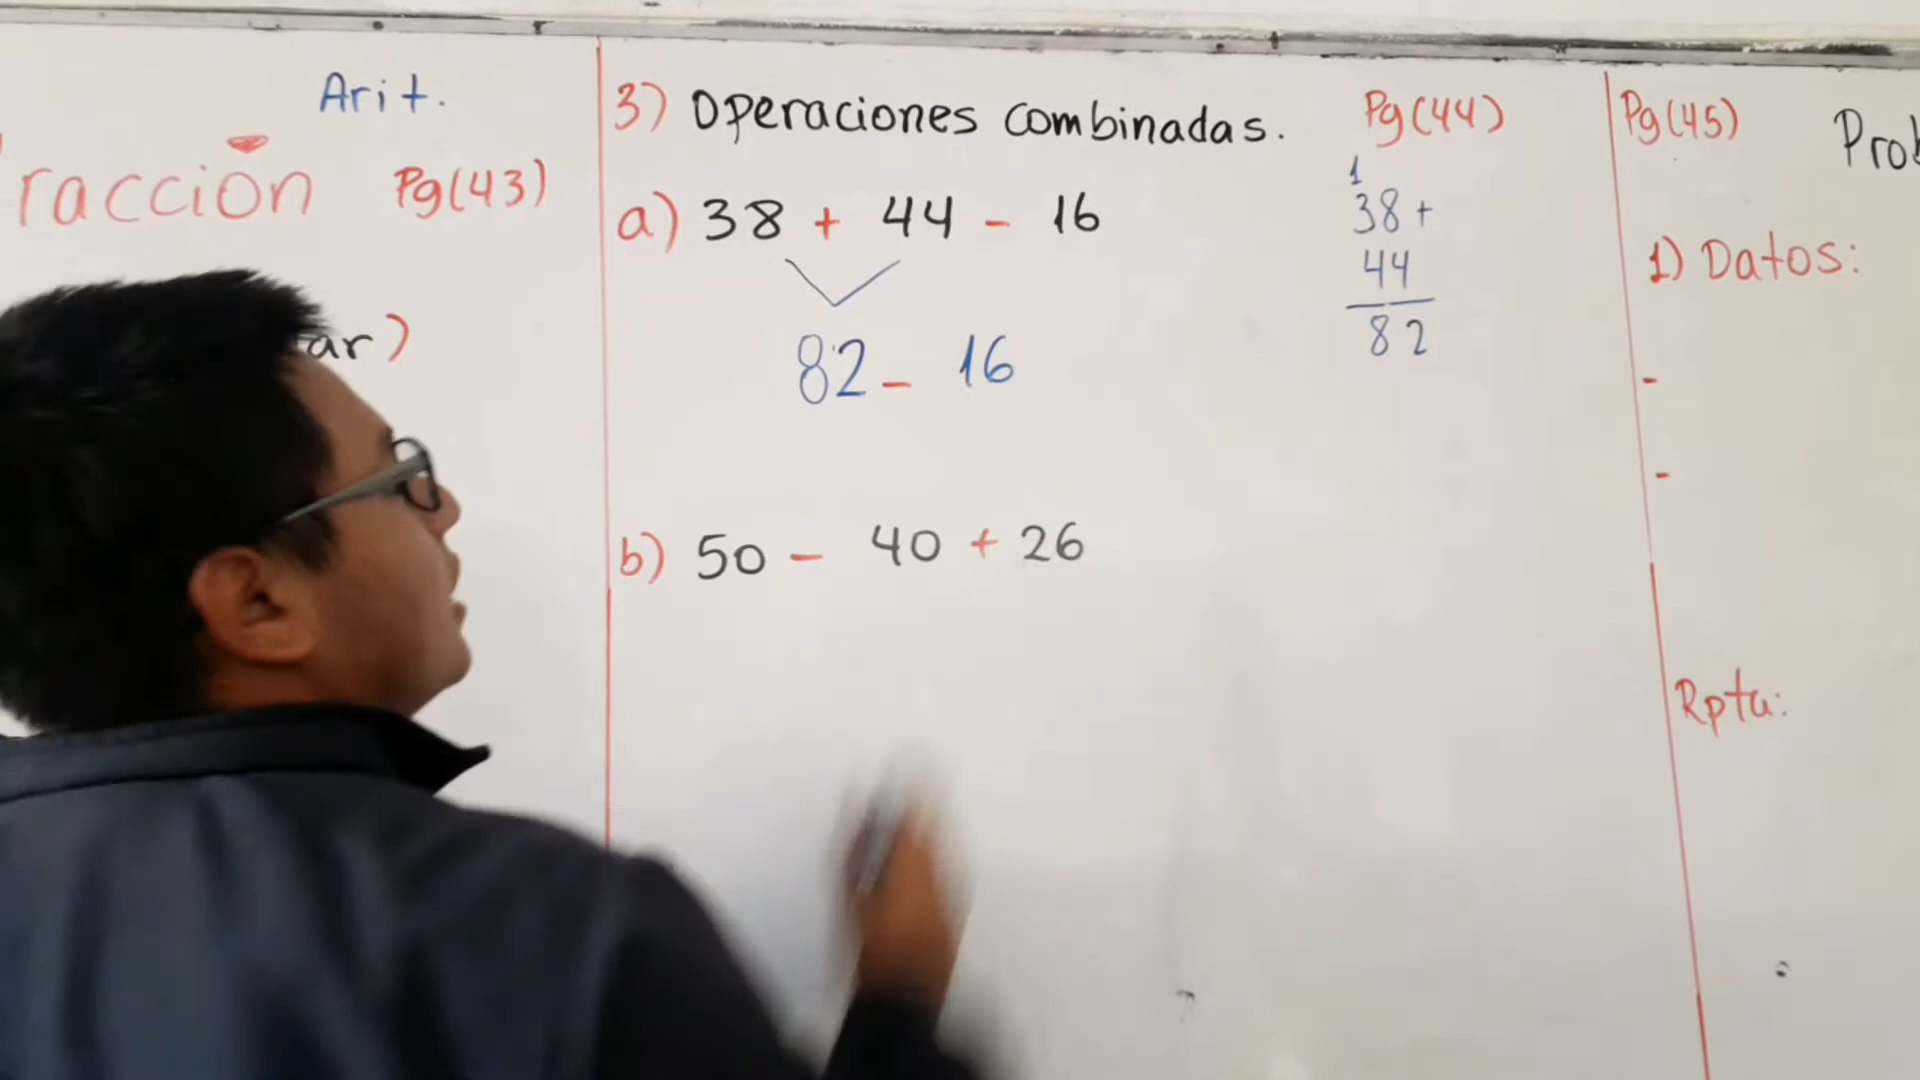 Arit.
racción Pg(43)
ar)
3) Operaciones combinadas. Pg(44)
a) 38 + 44 - 16
82 - 16
1
38+
44
82
b) 50 - 40 + 26
Pg(45)
1) Datos:
-
-
Rpta: